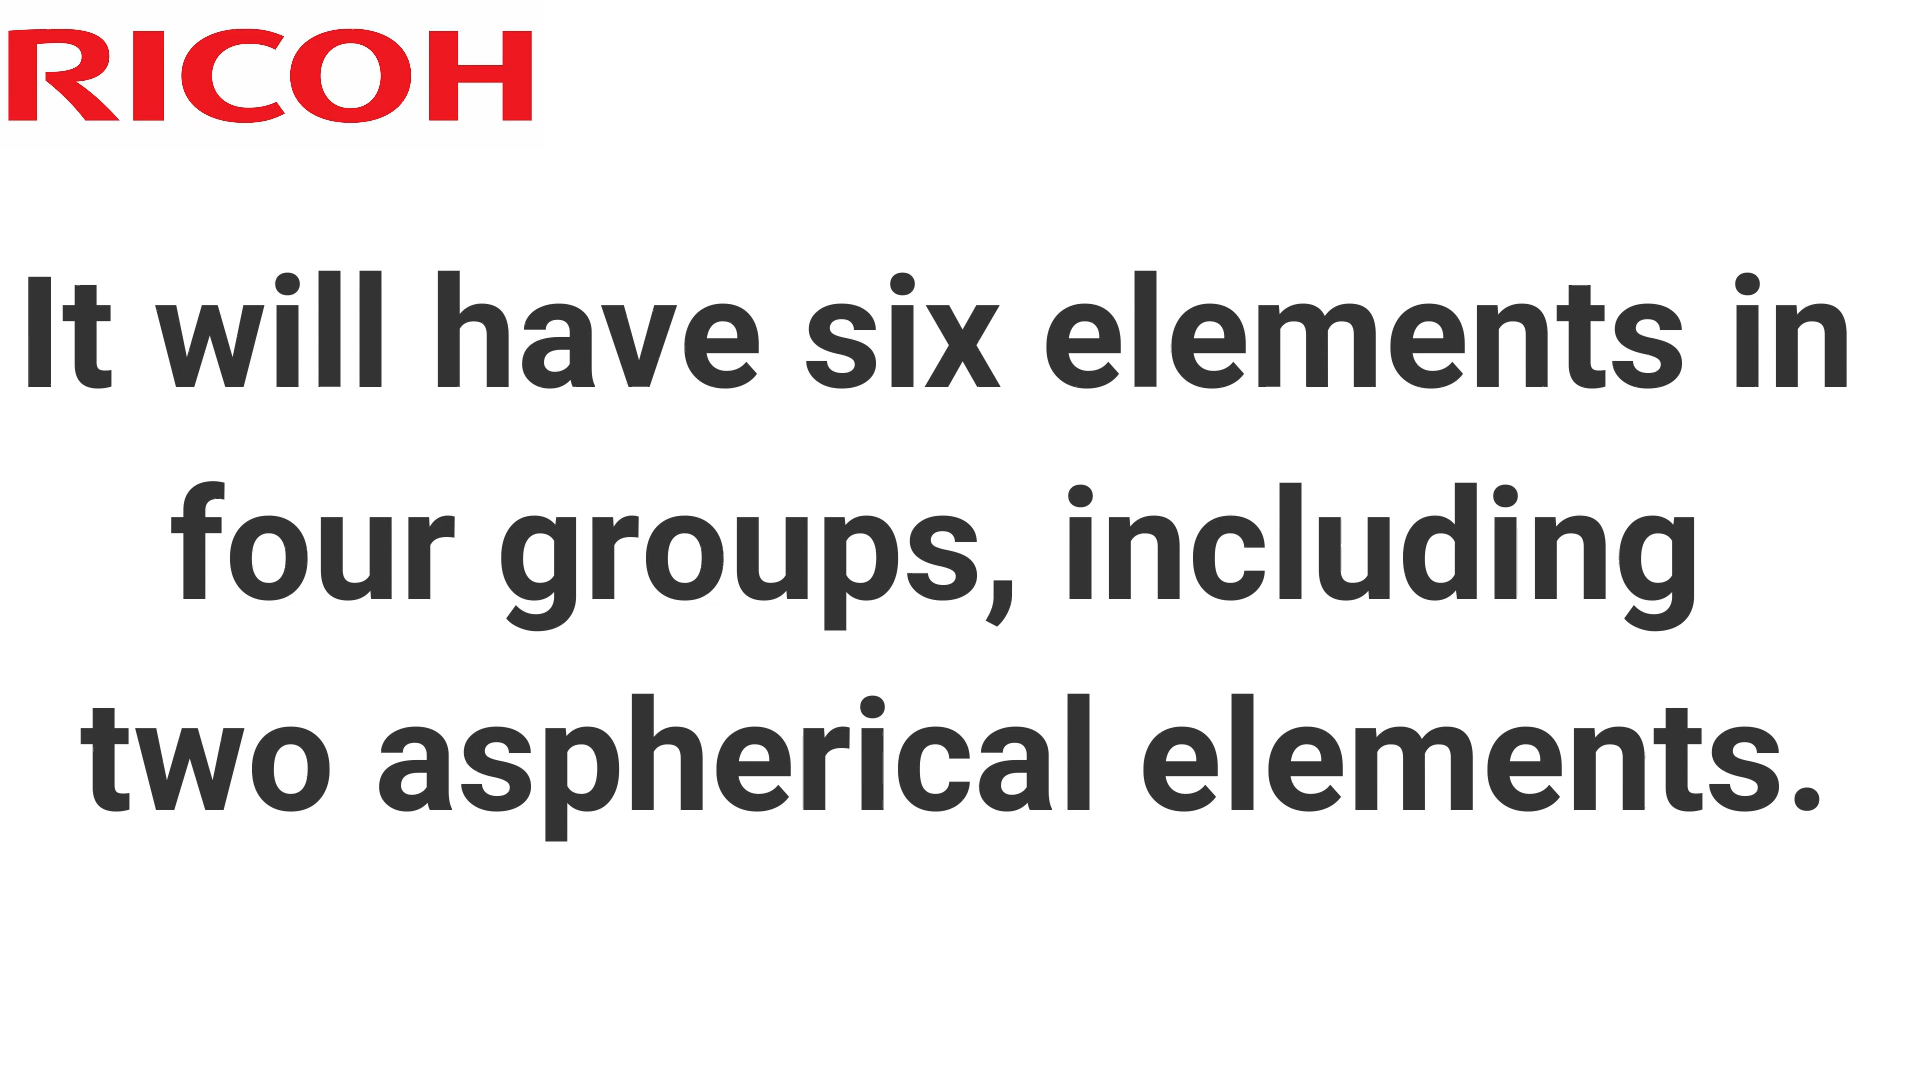 RICOH
It will have six elements in
four groups, including
two aspherical elements.